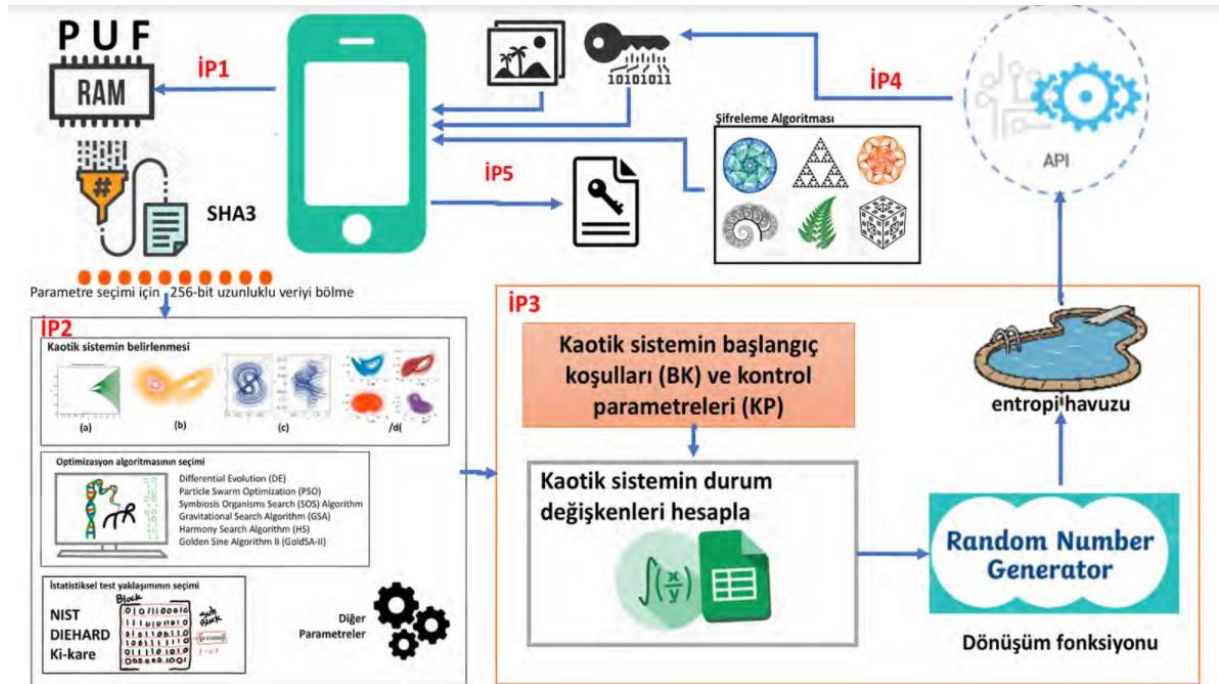 PUF
RAM
İP1
#
SHA3
10101011
İP4
API
Şifreleme Algoritması
İP5
Parametre seçimi için 256-bit uzunluklu veriyi bölme
İP2
Kaotik sistemin belirlenmesi
(a)
(b)
(c)
/d(
Optimizasyon algoritmasının seçimi
Differential Evolution (DE)
Particle Swarm Optimization (PSO)
Symbiosis Organisms Search (SOS) Algorithm
Gravitational Search Algorithm (GSA)
Harmony Search Algorithm (HS)
Golden Sine Algorithm II (GoldSA-II)
İstatistiksel test yaklaşımının seçimi
NIST
DIEHARD
Ki-kare
Block
Diğer
Parametreler
İP3
Kaotik sistemin başlangıç
koşulları (BK) ve kontrol
parametreleri (KP)
Kaotik sistemin durum
değişkenleri hesapla
∫(x/y)
entropi havuzu
Random Number
Generator
Dönüşüm fonksiyonu